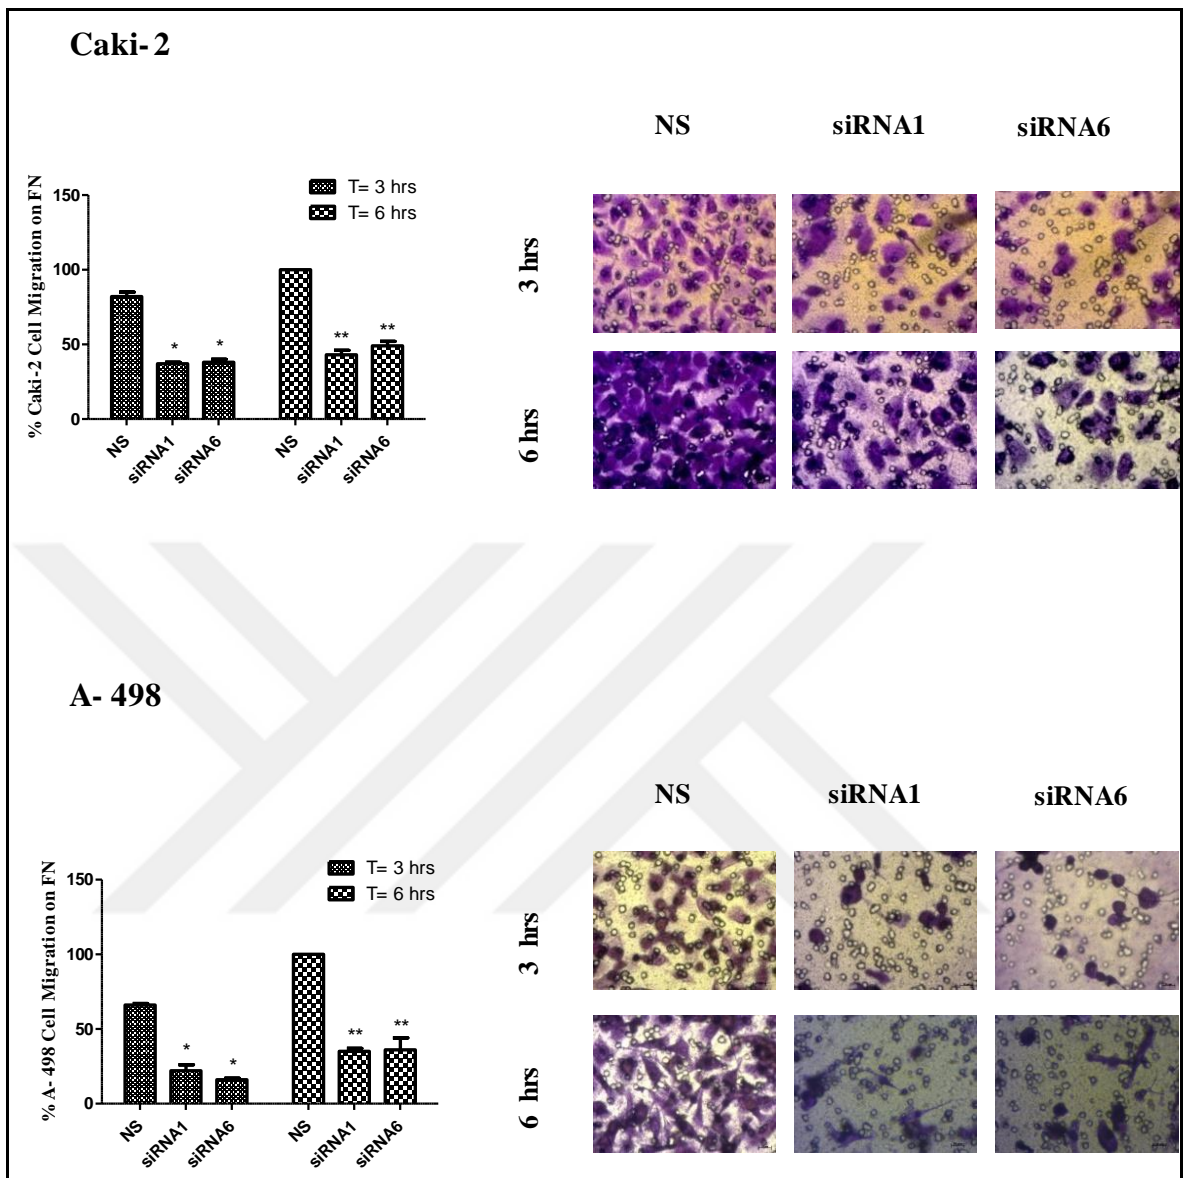 Caki-2
NS siRNA1 siRNA6
T= 3 hrs
T= 6 hrs
% Caki-2 Cell Migration on FN
150
100
50
0
* * ** **
NS siRNA1 siRNA6 NS siRNA1 siRNA6
3 hrs
6 hrs
A- 498
NS siRNA1 siRNA6
T= 3 hrs
T= 6 hrs
% A- 498 Cell Migration on FN
150
100
50
0
* * ** **
NS siRNA1 siRNA6 NS siRNA1 siRNA6
3 hrs
6 hrs